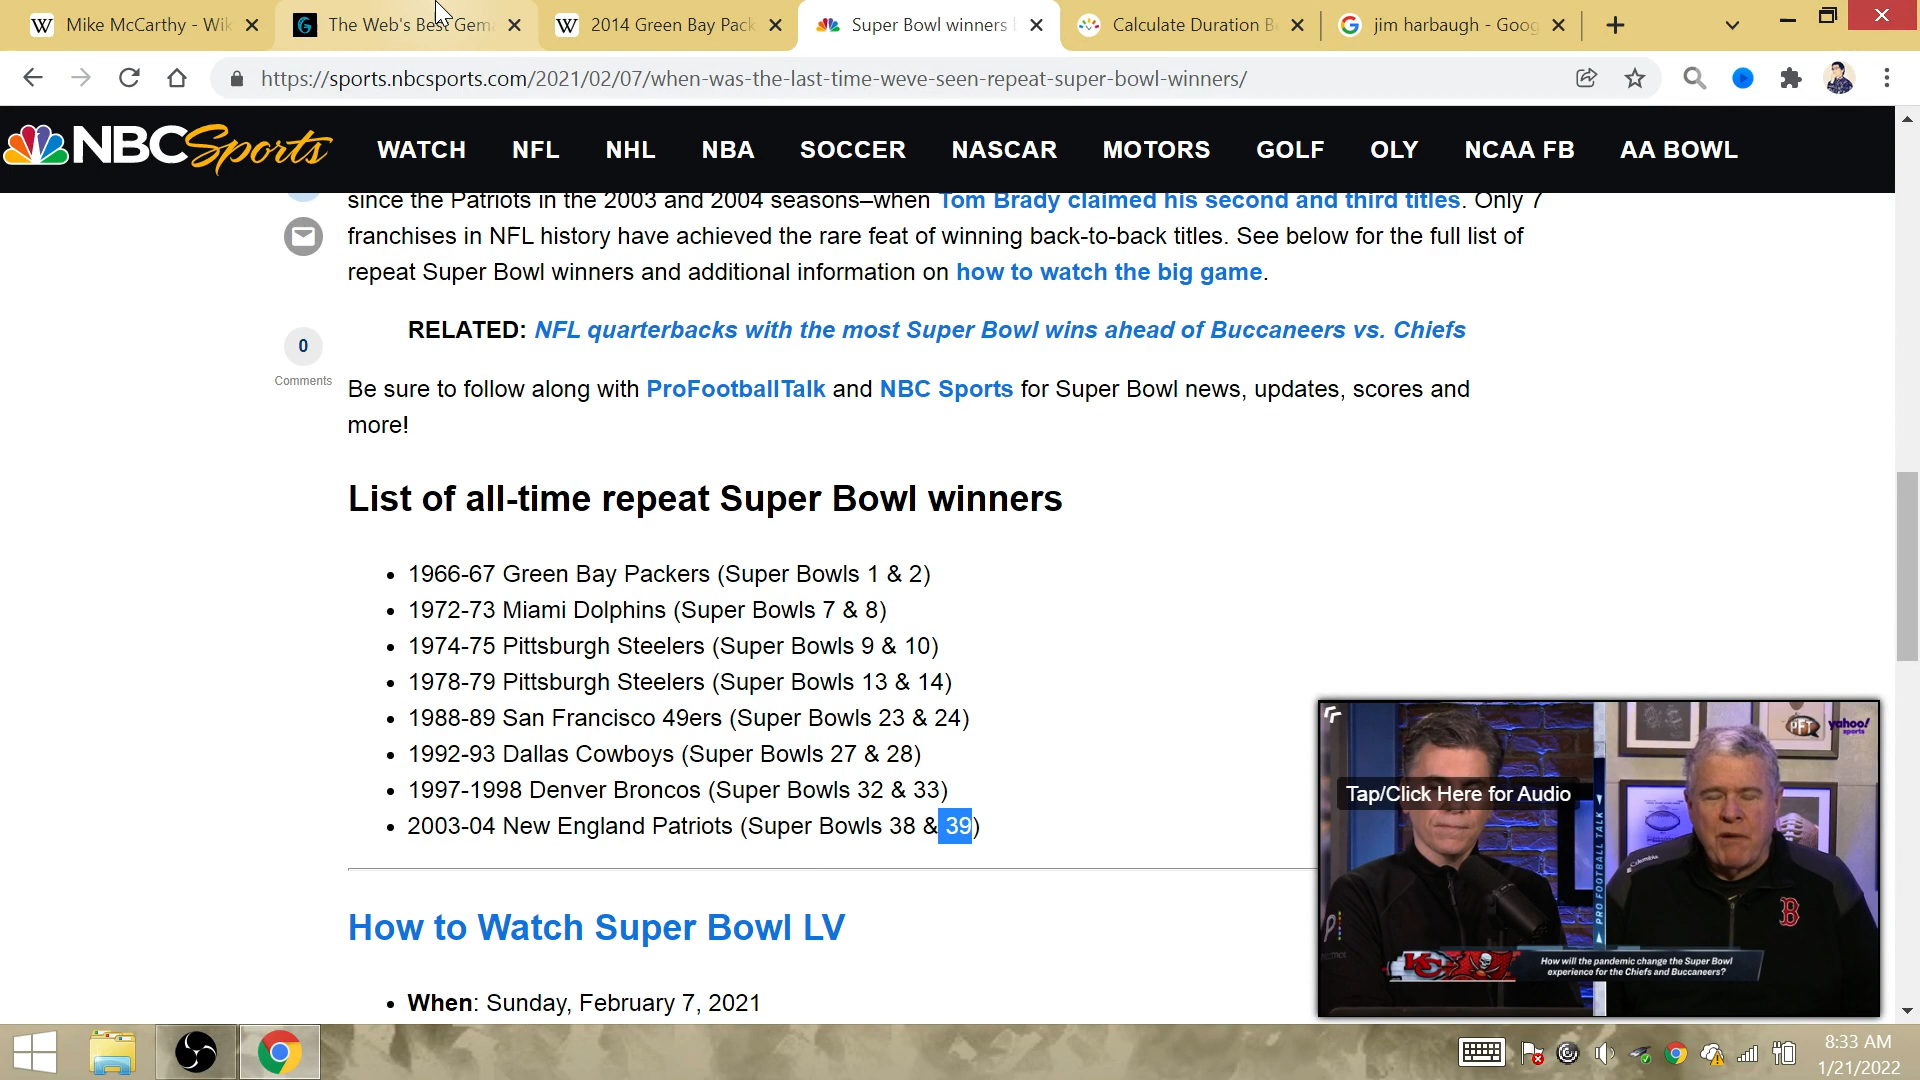 Mike McCarthy - Wik
The Web's Best Gema
2014 Green Bay Pack
Super Bowl winners
Calculate Duration B
jim harbaugh - Goog
https://sports.nbcsports.com/2021/02/07/when-was-the-last-time-weve-seen-repeat-super-bowl-winners/
NBC Sports
WATCH NFL NHL NBA SOCCER NASCAR MOTORS GOLF OLY NCAA FB AA BOWL
since the Patriots in the 2003 and 2004 seasons–when Tom Brady claimed his second and third titles. Only 7
franchises in NFL history have achieved the rare feat of winning back-to-back titles. See below for the full list of
repeat Super Bowl winners and additional information on how to watch the big game.
RELATED: NFL quarterbacks with the most Super Bowl wins ahead of Buccaneers vs. Chiefs
0
Comments
Be sure to follow along with ProFootballTalk and NBC Sports for Super Bowl news, updates, scores and
more!
List of all-time repeat Super Bowl winners
1966-67 Green Bay Packers (Super Bowls 1 & 2)
1972-73 Miami Dolphins (Super Bowls 7 & 8)
1974-75 Pittsburgh Steelers (Super Bowls 9 & 10)
1978-79 Pittsburgh Steelers (Super Bowls 13 & 14)
1988-89 San Francisco 49ers (Super Bowls 23 & 24)
1992-93 Dallas Cowboys (Super Bowls 27 & 28)
1997-1998 Denver Broncos (Super Bowls 32 & 33)
2003-04 New England Patriots (Super Bowls 38 & 39)
How to Watch Super Bowl LV
When: Sunday, February 7, 2021
PFT
yahoo!
sports
Tap/Click Here for Audio
PRO FOOTBALL TALK
Columbia
B
KC
How will the pandemic change the Super Bowl
experience for the Chiefs and Buccaneers?
8:33 AM
1/21/2022